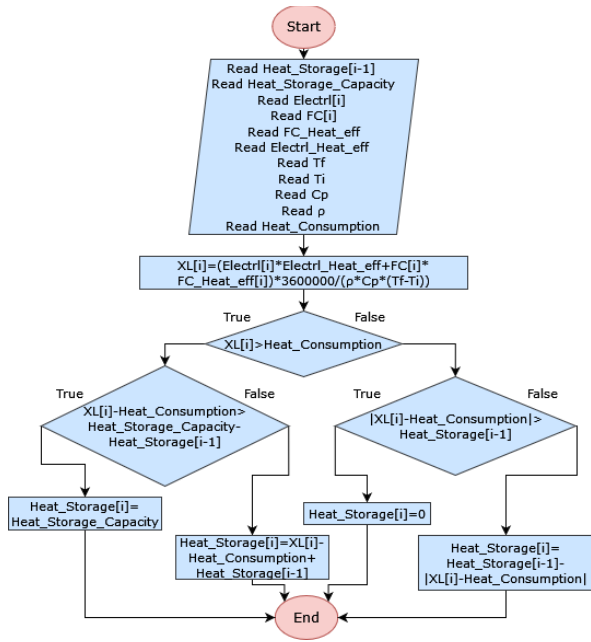 Start
Read Heat_Storage[i-1]
Read Heat_Storage_Capacity
Read Electrl[i]
Read FC[i]
Read FC_Heat_eff
Read Electrl_Heat_eff
Read Tf
Read Ti
Read Cp
Read ρ
Read Heat_Consumption
XL[i]=(Electrl[i]*Electrl_Heat_eff+FC[i]*
FC_Heat_eff[i])*3600000/(ρ*Cp*(Tf-Ti))
True
False
XL[i]>Heat_Consumption
True
False
XL[i]-Heat_Consumption>
Heat_Storage_Capacity-
Heat_Storage[i-1]
True
False
|XL[i]-Heat_Consumption|>
Heat_Storage[i-1]
Heat_Storage[i]=
Heat_Storage_Capacity
Heat_Storage[i]=XL[i]-
Heat_Consumption+
Heat_Storage[i-1]
Heat_Storage[i]=0
Heat_Storage[i]=
Heat_Storage[i-1]-
|XL[i]-Heat_Consumption|
End